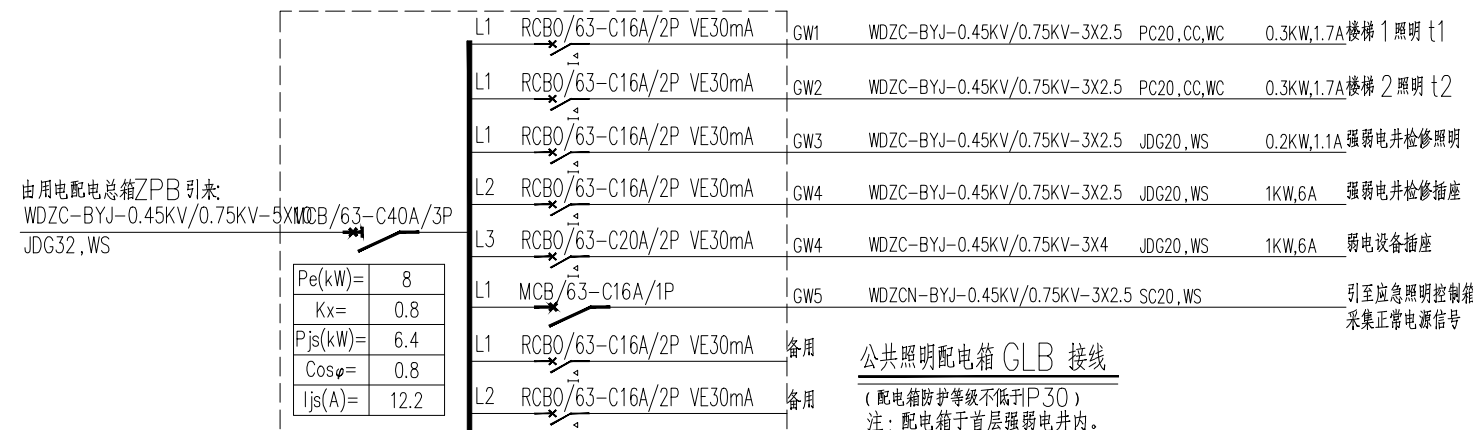 L1 RCBO/63-C16A/2P VE30mA GW1 WDZC-BYJ-0.45KV/0.75KV-3X2.5 PC20,CC,WC 0.3KW,1.7A 楼梯1照明 t1
L1 RCBO/63-C16A/2P VE30mA GW2 WDZC-BYJ-0.45KV/0.75KV-3X2.5 PC20,CC,WC 0.3KW,1.7A 楼梯2照明 t2
L1 RCBO/63-C16A/2P VE30mA GW3 WDZC-BYJ-0.45KV/0.75KV-3X2.5 JDG20,WS 0.2KW,1.1A 强弱电井检修照明
L2 RCBO/63-C16A/2P VE30mA GW4 WDZC-BYJ-0.45KV/0.75KV-3X2.5 JDG20,WS 1KW,6A 强弱电井检修插座
由用电配电总箱ZPB引来:
WDZC-BYJ-0.45KV/0.75KV-5X10 MCB/63-C40A/3P
JDG32,WS
L3 RCBO/63-C20A/2P VE30mA GW4 WDZC-BYJ-0.45KV/0.75KV-3X4 JDG20,WS 1KW,6A 弱电设备插座
L1 MCB/63-C16A/1P GW5 WDZCN-BYJ-0.45KV/0.75KV-3X2.5 SC20,WS 引至应急照明控制箱
采集正常电源信号
L1 RCBO/63-C16A/2P VE30mA 备用
L2 RCBO/63-C16A/2P VE30mA 备用
Pe(kW)= 8
Kx= 0.8
Pjs(kW)= 6.4
Cosφ= 0.8
Ijs(A)= 12.2
公共照明配电箱 GLB 接线
(配电箱防护等级不低于IP30)
注:配电箱于首层强弱电井内。